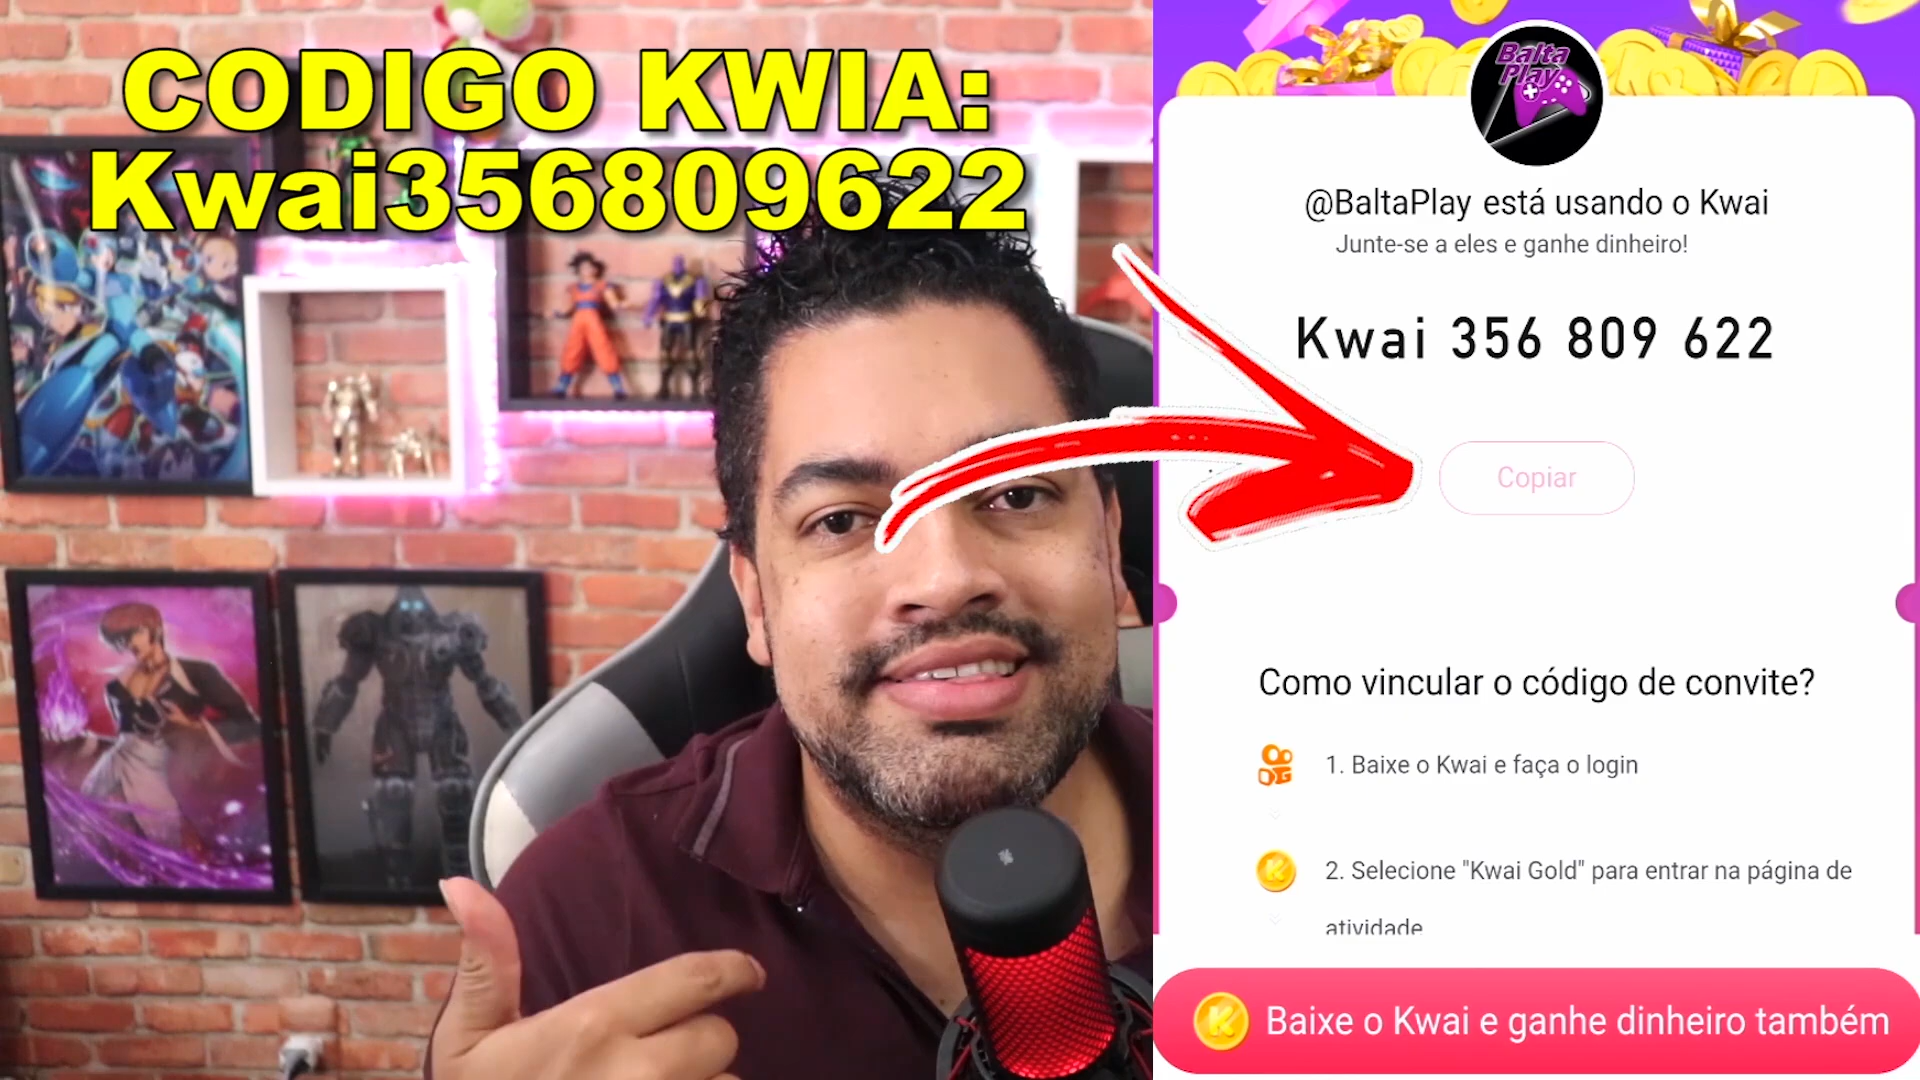 CODIGO KWIA:
Kwai356809622
Balta
Play
@BaltaPlay está usando o Kwai
Junte-se a eles e ganhe dinheiro!
Kwai 356 809 622
Copiar
Como vincular o código de convite?
1. Baixe o Kwai e faça o login
2. Selecione "Kwai Gold" para entrar na página de
atividade
Baixe o Kwai e ganhe dinheiro também